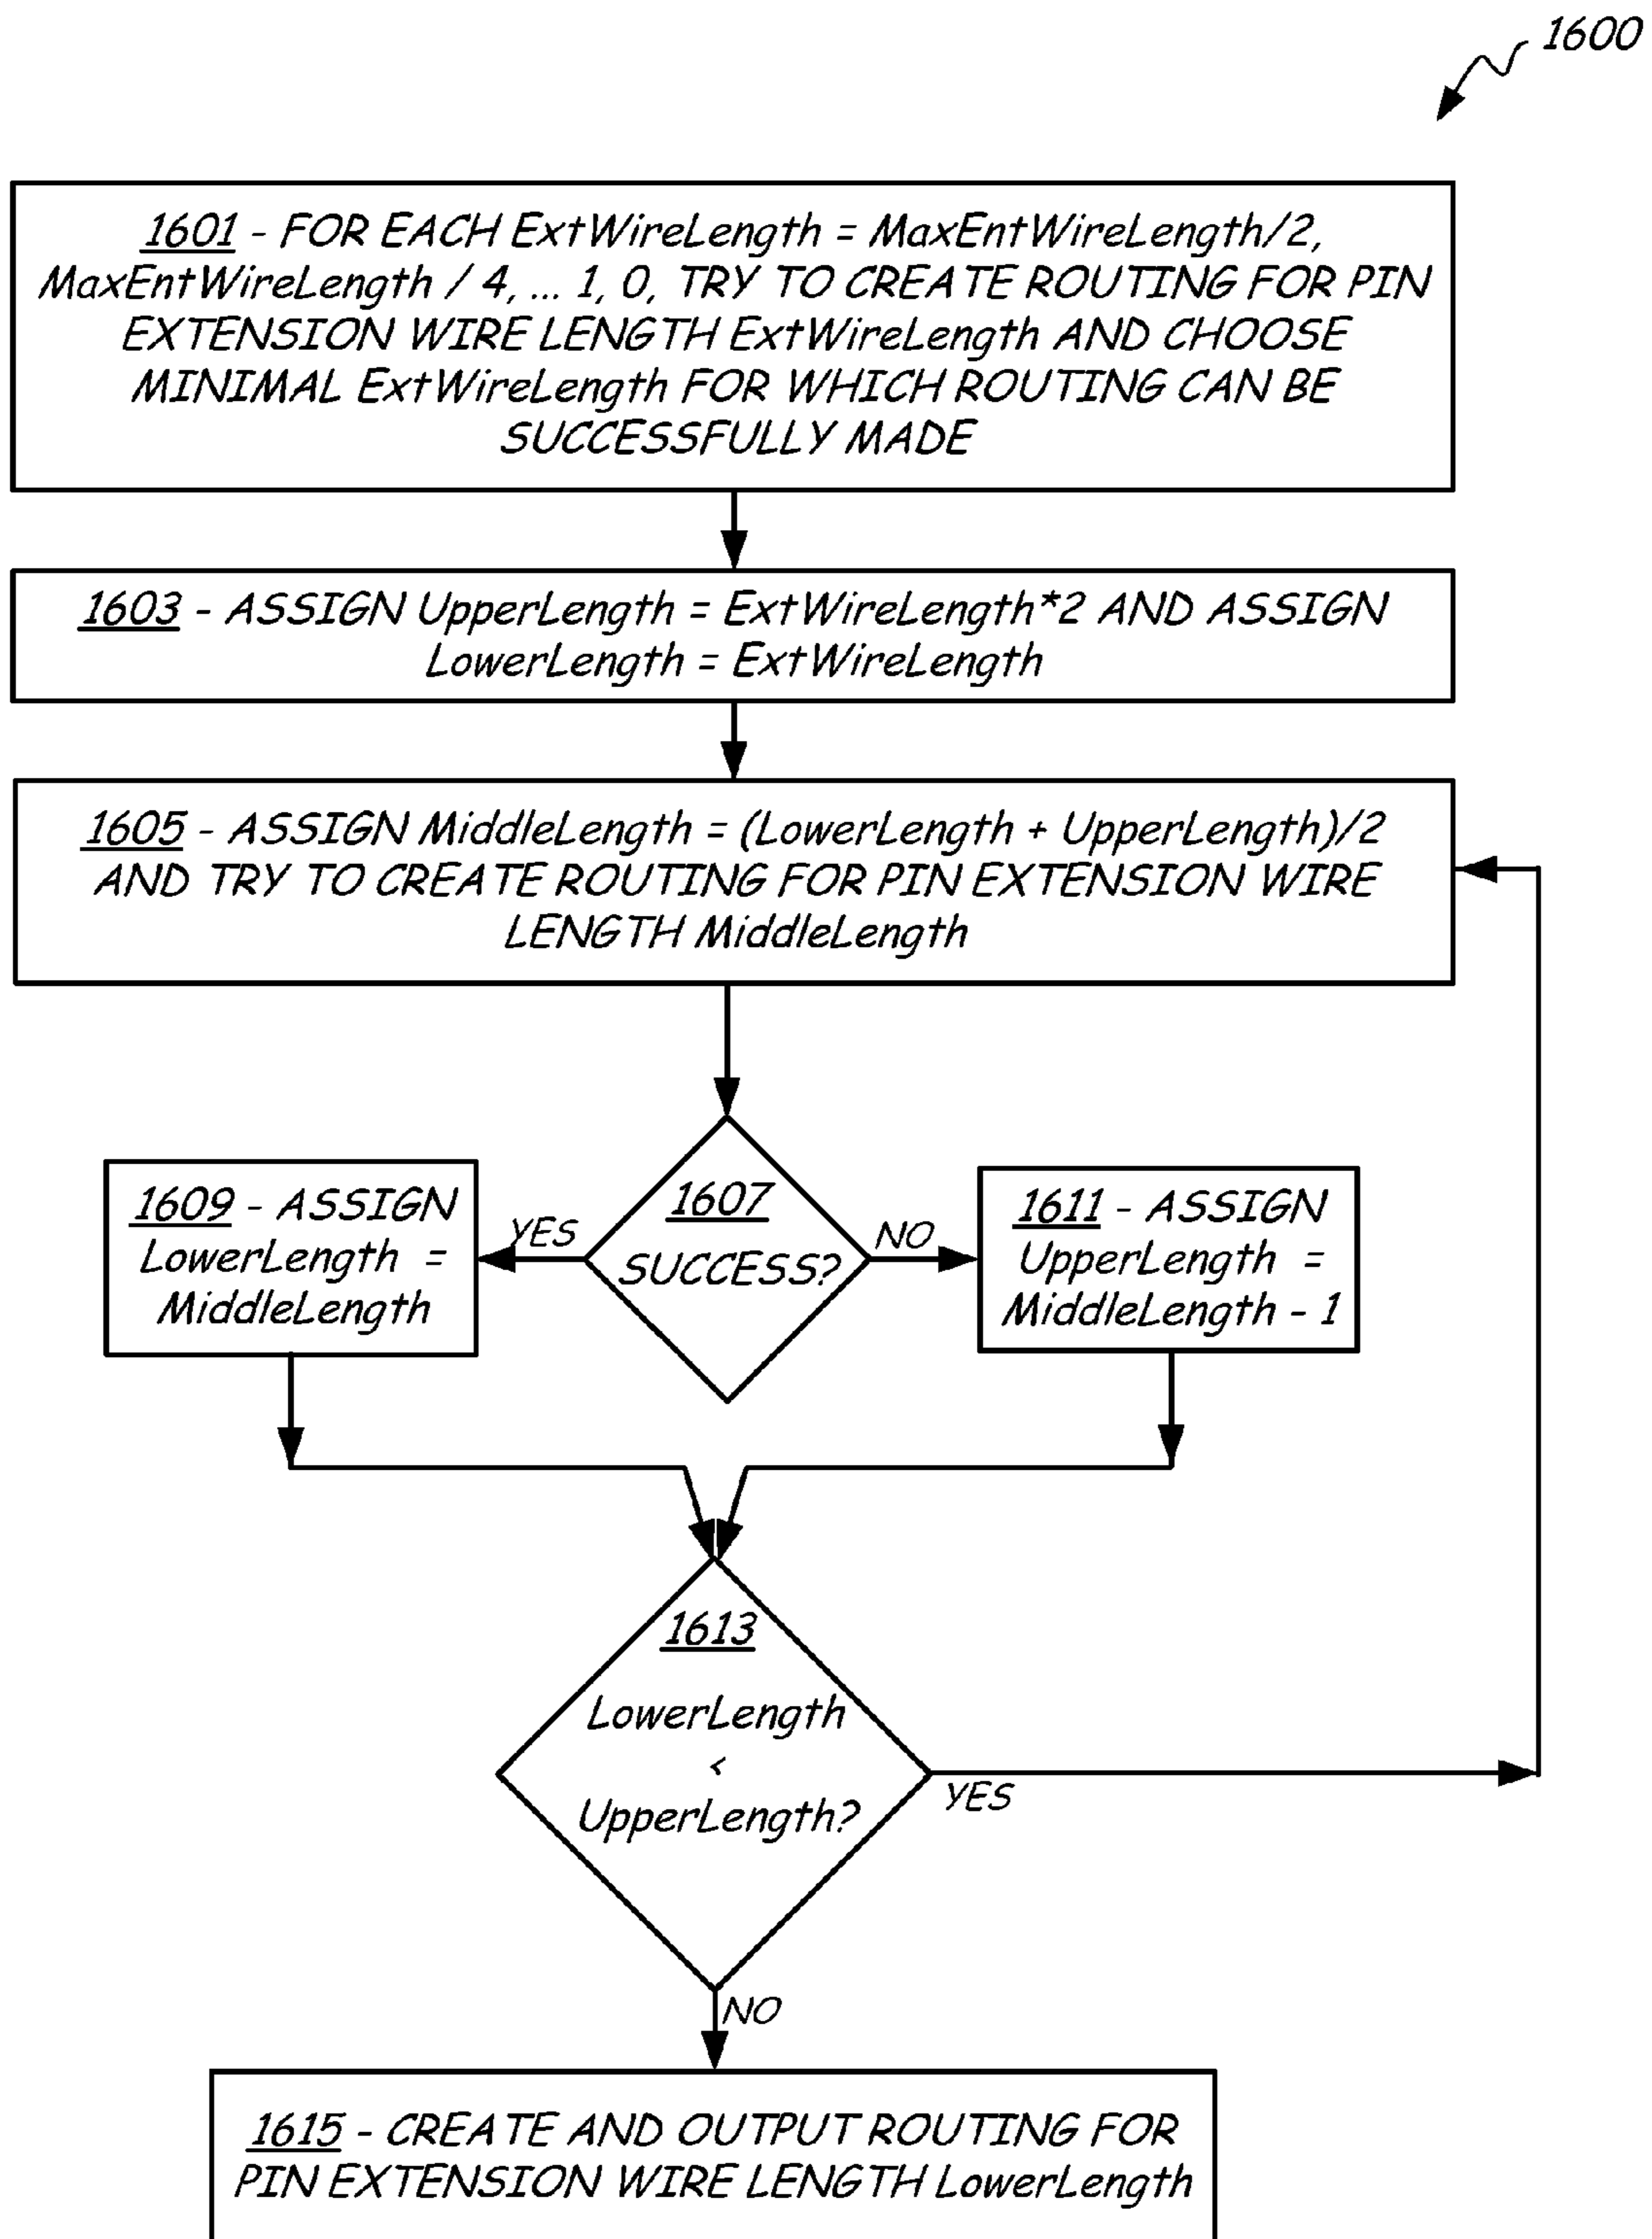 1600
1601 - FOR EACH ExtWireLength = MaxEntWireLength/2,
MaxEntWireLength / 4, ... 1, 0, TRY TO CREATE ROUTING FOR PIN
EXTENSION WIRE LENGTH ExtWireLength AND CHOOSE
MINIMAL ExtWireLength FOR WHICH ROUTING CAN BE
SUCCESSFULLY MADE
1603 - ASSIGN UpperLength = ExtWireLength*2 AND ASSIGN
LowerLength = ExtWireLength
1605 - ASSIGN MiddleLength = (LowerLength + UpperLength)/2
AND TRY TO CREATE ROUTING FOR PIN EXTENSION WIRE
LENGTH MiddleLength
1607
SUCCESS?
YES
NO
1609 - ASSIGN
LowerLength =
MiddleLength
1611 - ASSIGN
UpperLength =
MiddleLength - 1
1613
LowerLength
<
UpperLength?
YES
NO
1615 - CREATE AND OUTPUT ROUTING FOR
PIN EXTENSION WIRE LENGTH LowerLength